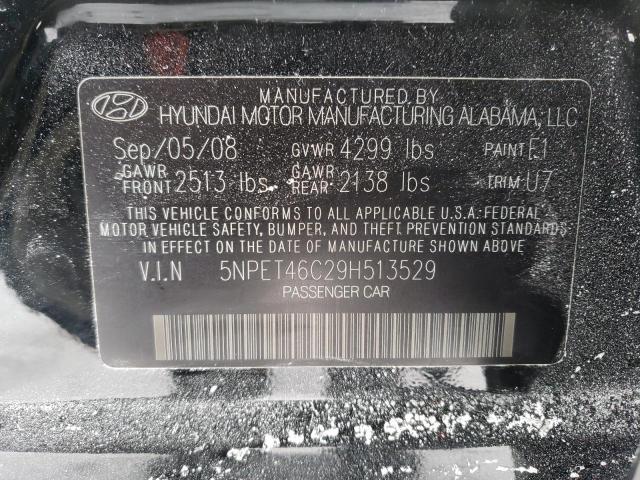 MANUFACTURED BY
HYUNDAI MOTOR MANUFACTURING ALABAMA, LLC
Sep/05/08 GVWR 4299 lbs PAINT E1
GAWR FRONT 2513 lbs GAWR REAR 2138 lbs TRIM U7
THIS VEHICLE CONFORMS TO ALL APPLICABLE U.S.A. FEDERAL
MOTOR VEHICLE SAFETY, BUMPER, AND THEFT PREVENTION STANDARDS
IN EFFECT ON THE DATE OF MANUFACTURE SHOWN ABOVE
V.I.N 5NPET46C29H513529
PASSENGER CAR